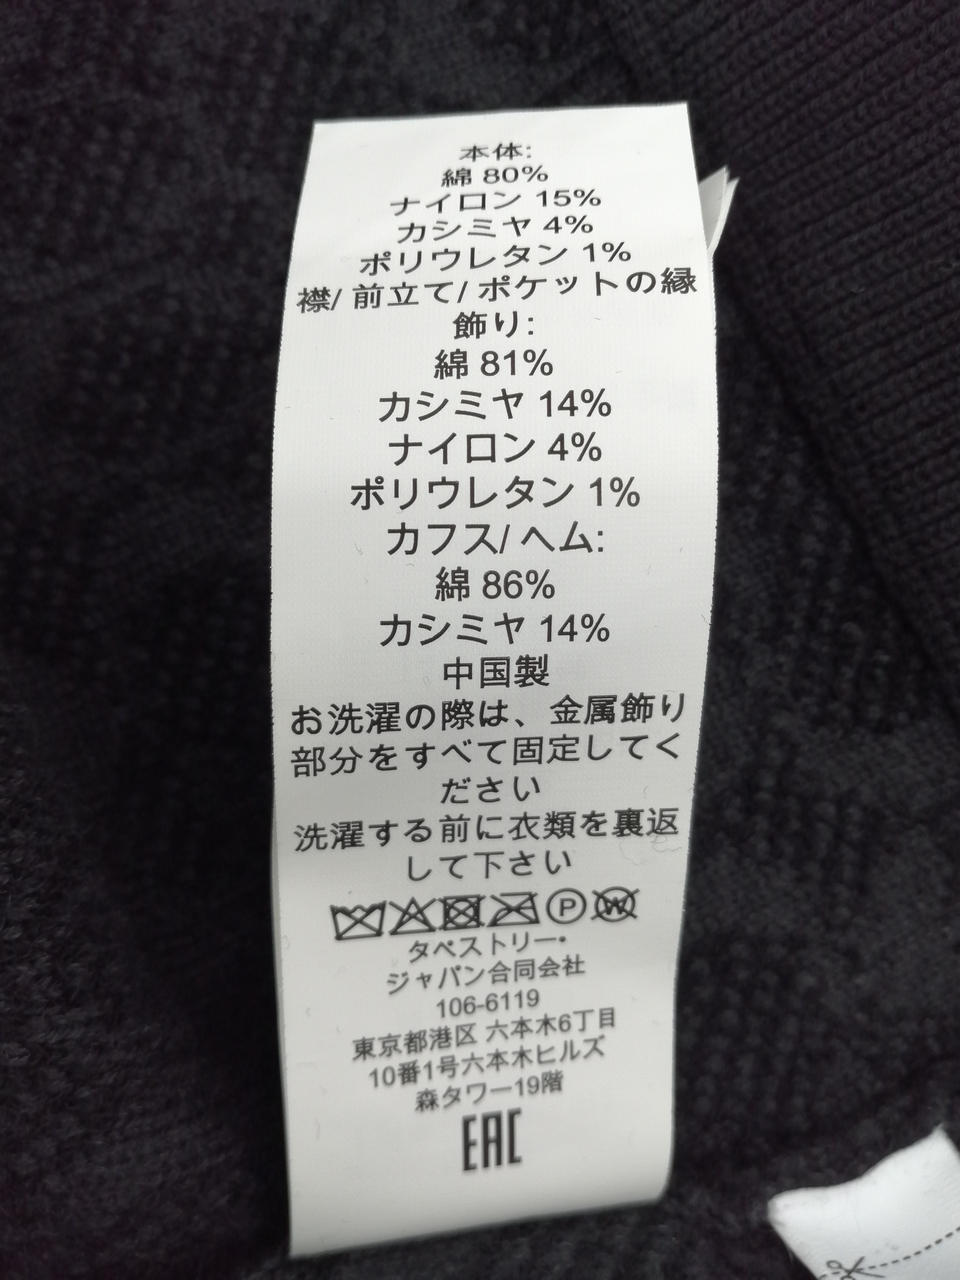 本体:
綿 80%
ナイロン 15%
カシミヤ 4%
ポリウレタン 1%
襟/ 前立て/ ポケットの縁
飾り:
綿 81%
カシミヤ 14%
ナイロン 4%
ポリウレタン 1%
カフス/ ヘム:
綿 86%
カシミヤ 14%
中国製
お洗濯の際は、金属飾り
部分をすべて固定してく
ださい
洗濯する前に衣類を裏返
して下さい
P W
タペストリー・
ジャパン合同会社
106-6119
東京都港区 六本木6丁目
10番1号六本木ヒルズ
森タワー19階
EAC